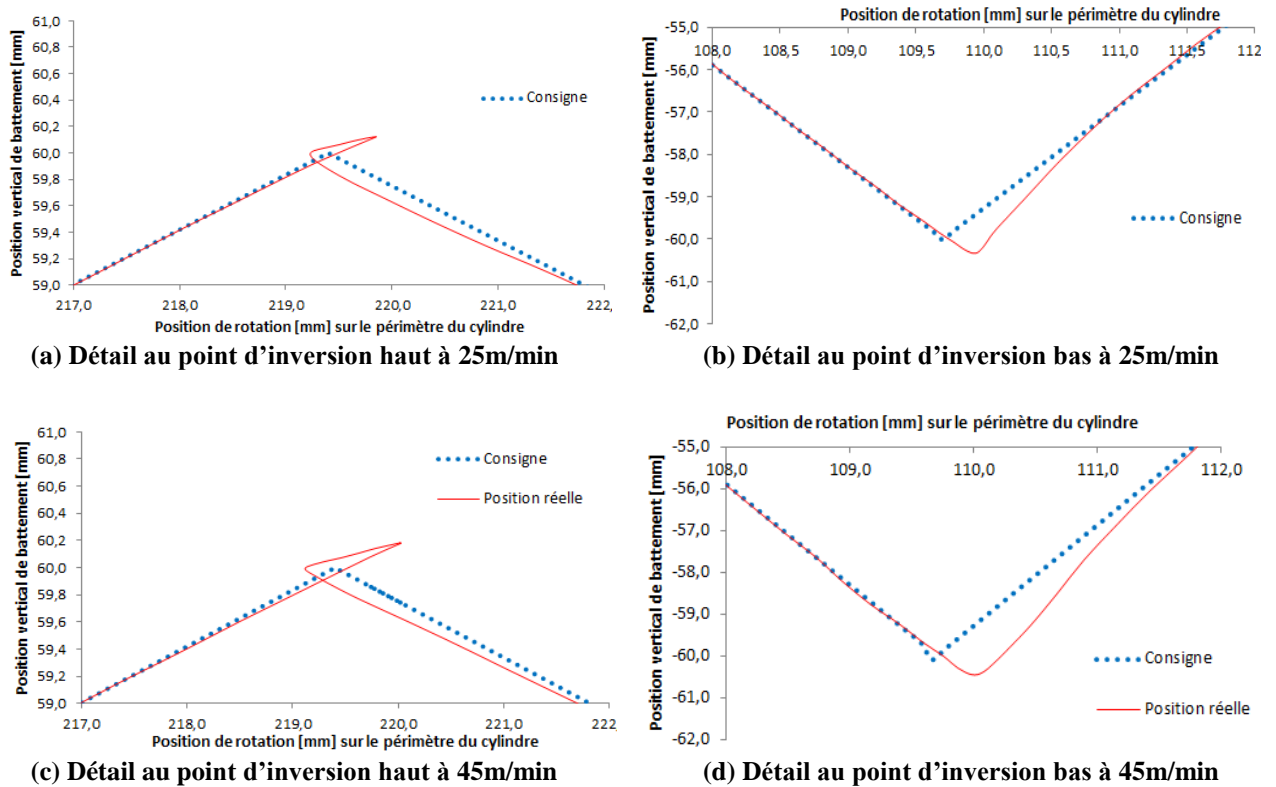 61,0
60,8
60,6
60,4
60,2
60,0
59,8
59,6
59,4
59,2
59,0
217,0 218,0 219,0 220,0 221,0 222,
Position vertical de battement [mm]
Position de rotation [mm] sur le périmètre du cylindre
Consigne
(a) Détail au point d’inversion haut à 25m/min
Position de rotation [mm] sur le périmètre du cylindre
-55,0
108,0 108,5 109,0 109,5 110,0 110,5 111,0 111,5 112
-56,0
-57,0
-58,0
-59,0
-60,0
-61,0
-62,0
Position vertical de battement [mm]
Consigne
(b) Détail au point d’inversion bas à 25m/min
61,0
60,8
60,6
60,4
60,2
60,0
59,8
59,6
59,4
59,2
59,0
217,0 218,0 219,0 220,0 221,0 222,
Position vertical de battement [mm]
Position de rotation [mm] sur le périmètre du cylindre
Consigne
Position réelle
(c) Détail au point d’inversion haut à 45m/min
Position de rotation [mm] sur le périmètre du cylindre
-55,0
108,0 109,0 110,0 111,0 112,0
-56,0
-57,0
-58,0
-59,0
-60,0
-61,0
-62,0
Position vertical de battement [mm]
Consigne
Position réelle
(d) Détail au point d’inversion bas à 45m/min